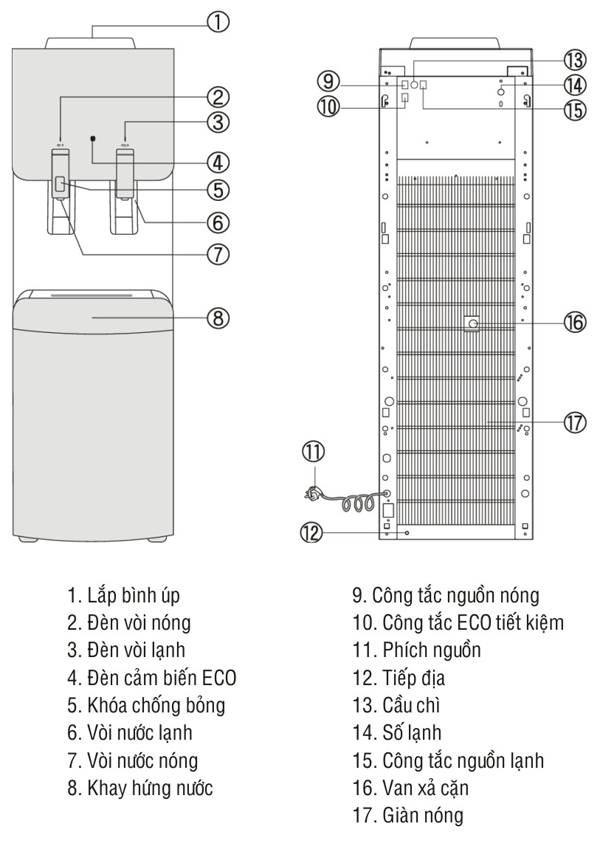 ①
②
③
④
⑤
⑥
⑦
⑧
⑨
⑩
⑪
⑫
⑬
⑭
⑮
⑯
⑰
1. Lắp bình úp
2. Đèn vòi nóng
3. Đèn vòi lạnh
4. Đèn cảm biến ECO
5. Khóa chống bỏng
6. Vòi nước lạnh
7. Vòi nước nóng
8. Khay hứng nước
9. Công tắc nguồn nóng
10. Công tắc ECO tiết kiệm
11. Phích nguồn
12. Tiếp địa
13. Cầu chì
14. Số lạnh
15. Công tắc nguồn lạnh
16. Van xả cặn
17. Giàn nóng